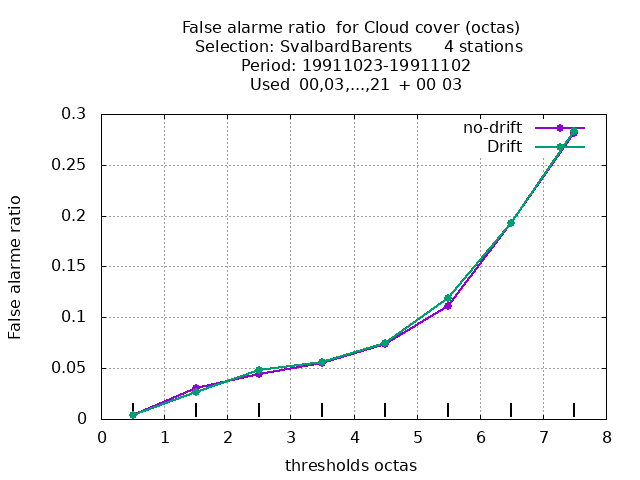 False alarme ratio  for Cloud cover (octas)
Selection: SvalbardBarents      4 stations
Period: 19911023-19911102
Used  00,03,...,21  + 00 03
no-drift
Drift
False alarme ratio
0.3
0.25
0.2
0.15
0.1
0.05
0
0 1 2 3 4 5 6 7 8
thresholds octas